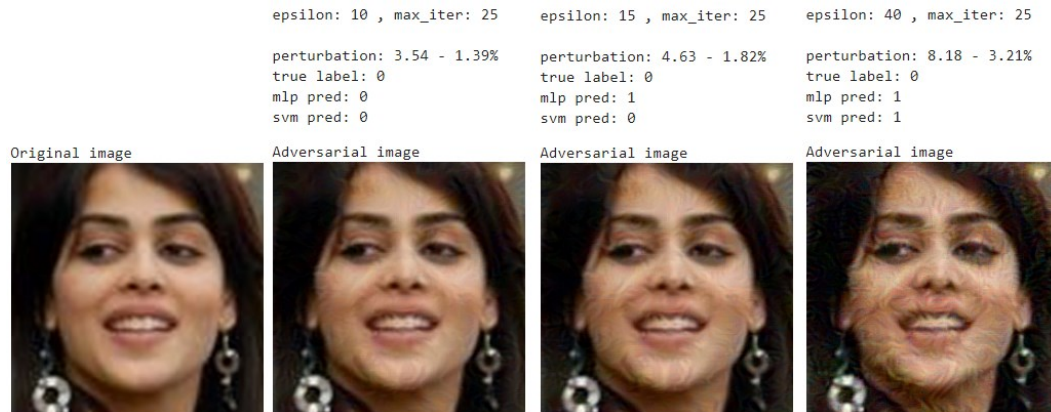 epsilon: 10 , max_iter: 25
perturbation: 3.54 - 1.39%
true label: 0
mlp pred: 0
svm pred: 0
epsilon: 15 , max_iter: 25
perturbation: 4.63 - 1.82%
true label: 0
mlp pred: 1
svm pred: 0
epsilon: 40 , max_iter: 25
perturbation: 8.18 - 3.21%
true label: 0
mlp pred: 1
svm pred: 1
Original image
Adversarial image
Adversarial image
Adversarial image